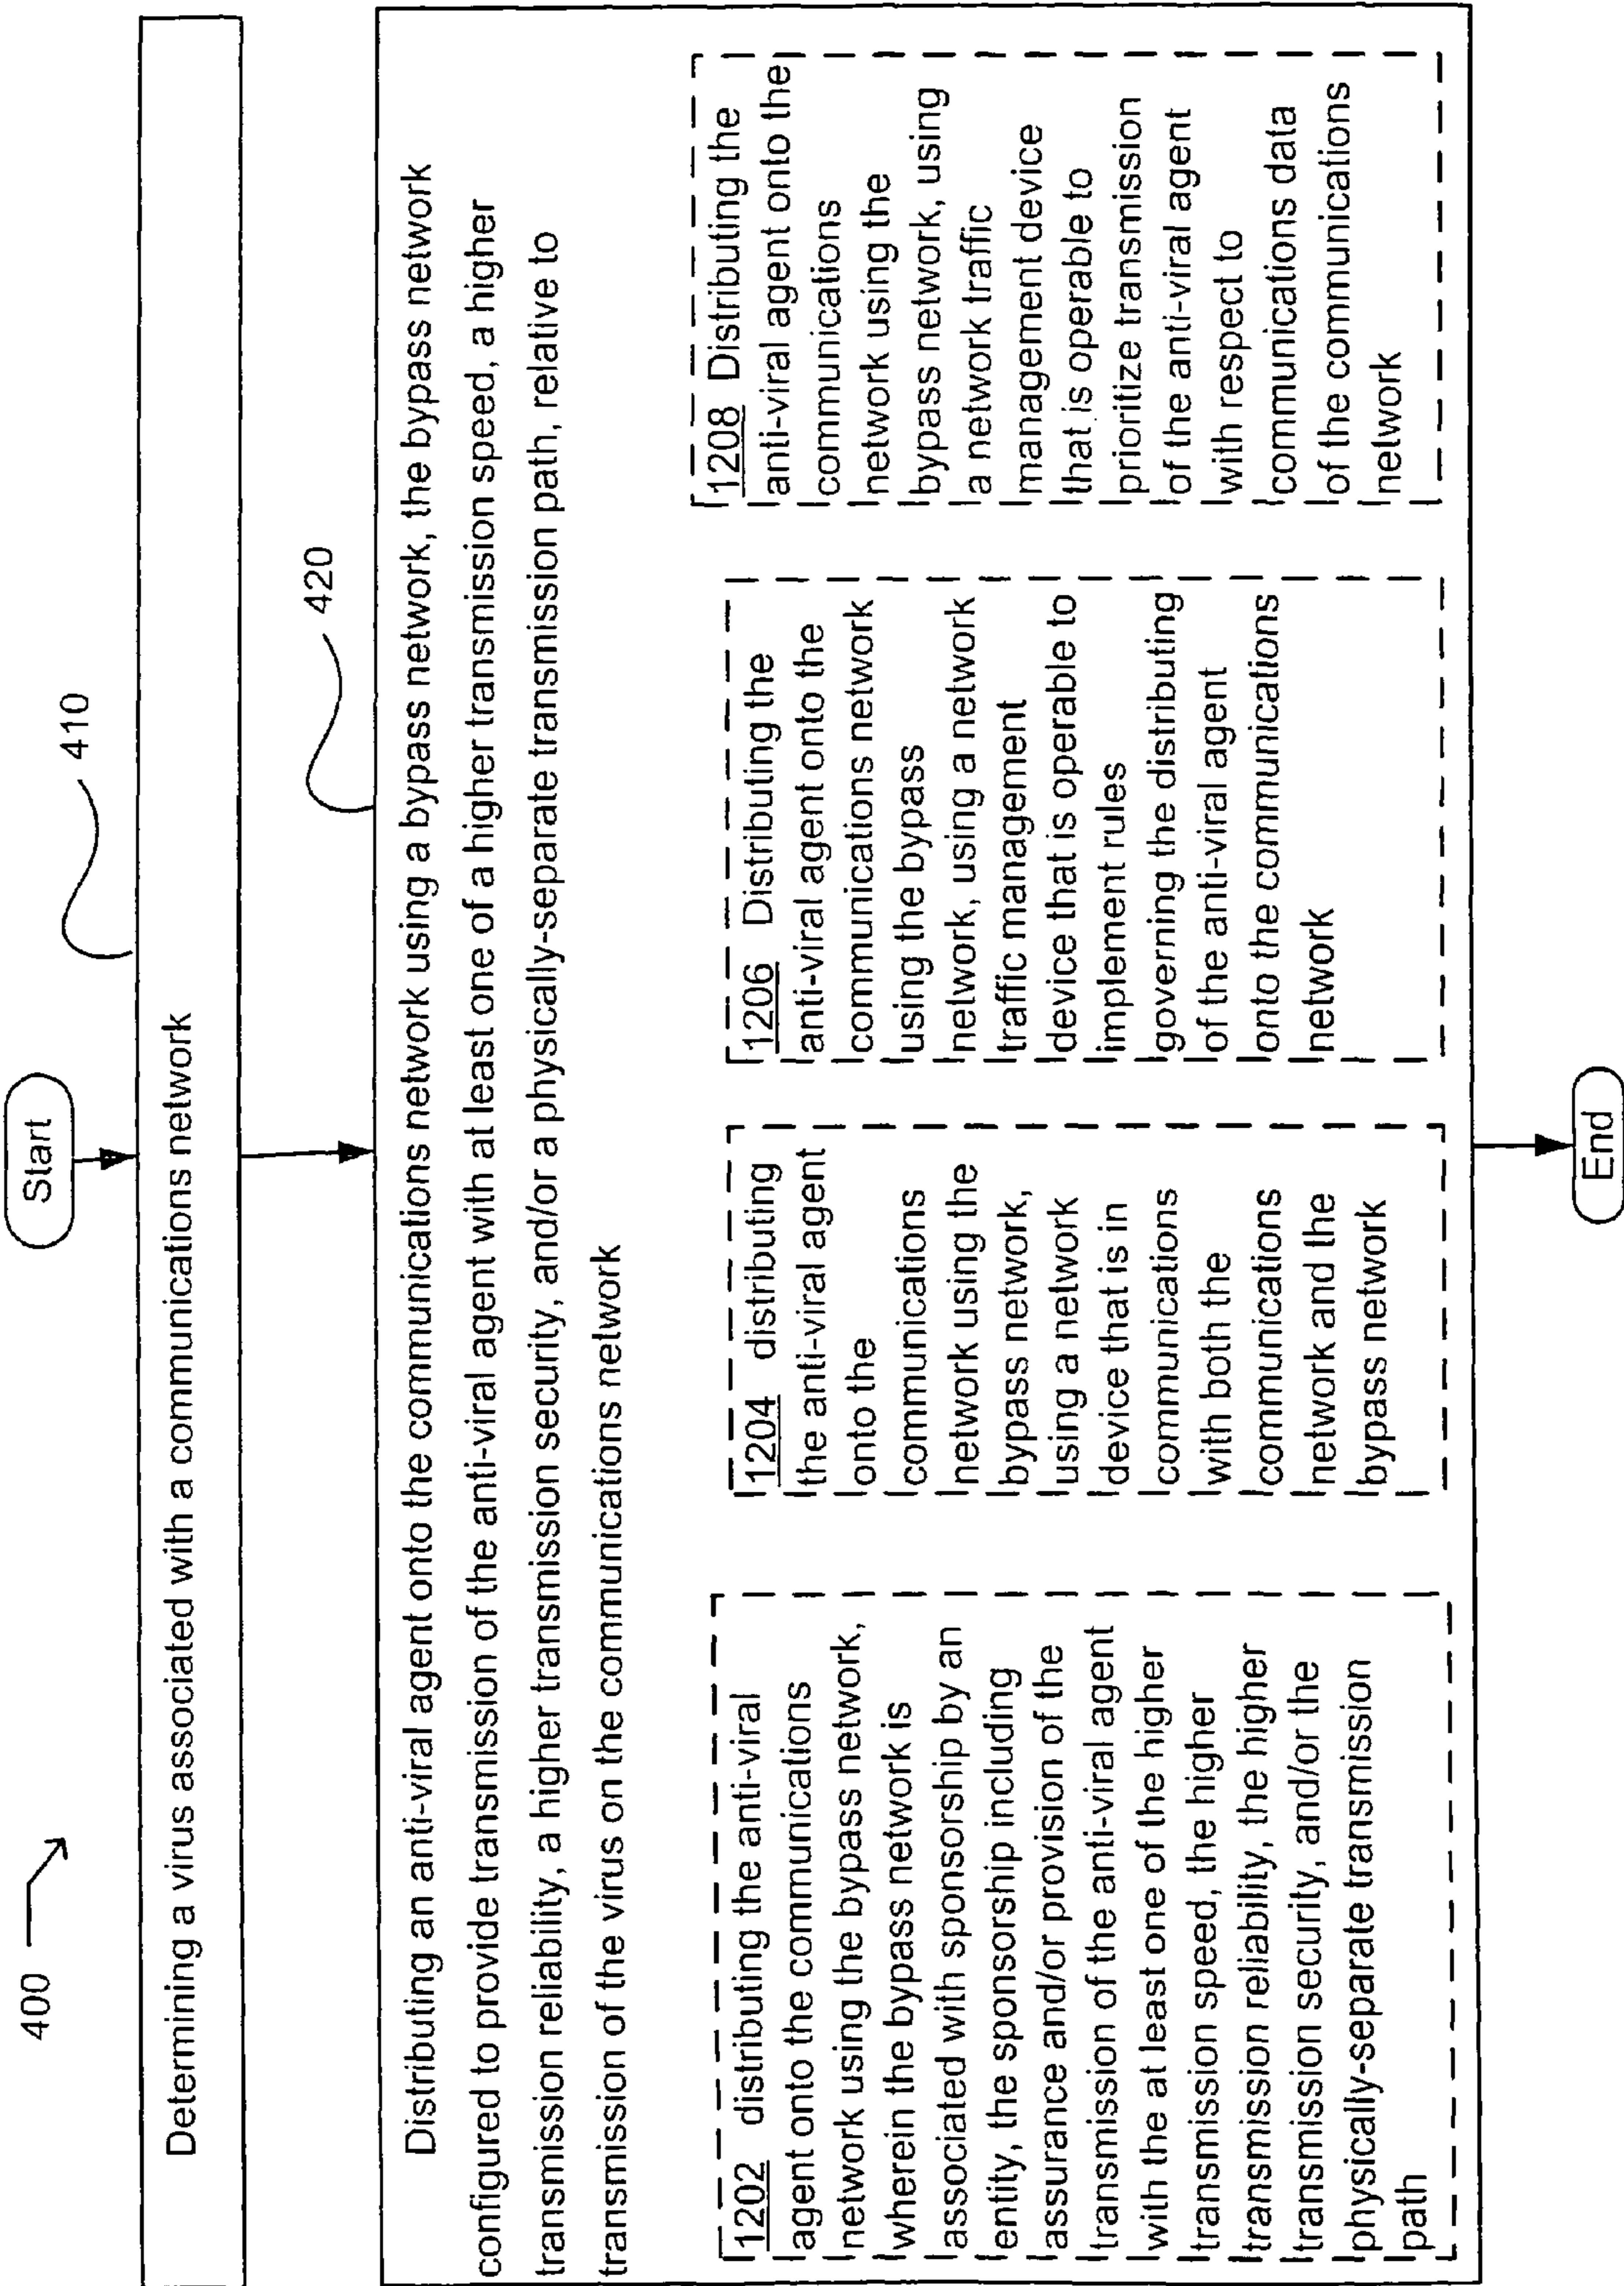 400
Start
410
Determining a virus associated with a communications network
420
Distributing an anti-viral agent onto the communications network using a bypass network, the bypass network
configured to provide transmission of the anti-viral agent with at least one of a higher transmission speed, a higher
transmission reliability, a higher transmission security, and/or a physically-separate transmission path, relative to
transmission of the virus on the communications network
1202 distributing the anti-viral
agent onto the communications
network using the bypass network,
wherein the bypass network is
associated with sponsorship by an
entity, the sponsorship including
assurance and/or provision of the
transmission of the anti-viral agent
with the at least one of the higher
transmission speed, the higher
transmission reliability, the higher
transmission security, and/or the
physically-separate transmission
path
1204 distributing
the anti-viral agent
onto the
communications
network using the
bypass network,
using a network
device that is in
communications
with both the
communications
network and the
bypass network
1206 Distributing the
anti-viral agent onto the
communications network
using the bypass
network, using a network
traffic management
device that is operable to
implement rules
governing the distributing
of the anti-viral agent
onto the communications
network
1208 Distributing the
anti-viral agent onto the
communications
network using the
bypass network, using
a network traffic
management device
that is operable to
prioritize transmission
of the anti-viral agent
with respect to
communications data
of the communications
network
End